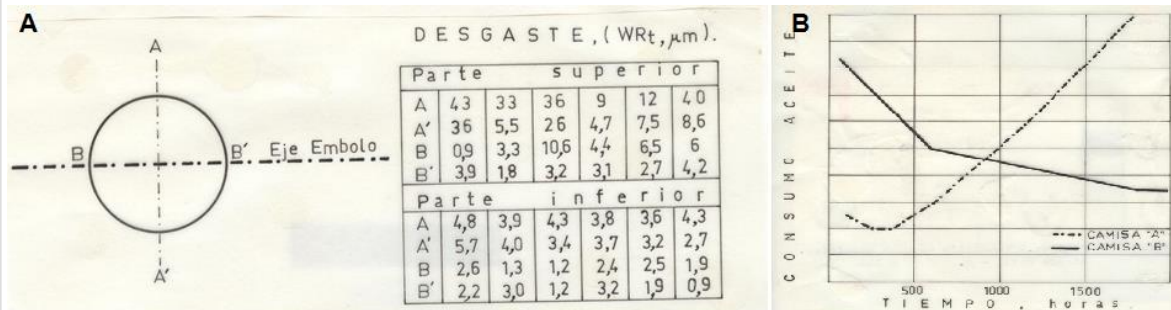 A
A
B
B'
Eje Embolo
A'
DESGASTE, (WRt, µm).
Parte superior
A 43 33 36 9 12 40
A' 36 5,5 26 4,7 7,5 8,6
B 0,9 3,3 10,6 4,4 6,5 6
B' 3,9 1,8 3,2 3,1 2,7 4,2
Parte inferior
A 4,8 3,9 4,3 3,8 3,6 4,3
A' 5,7 4,0 3,4 3,7 3,2 2,7
B 2,6 1,3 1,2 2,4 2,5 1,9
B' 2,2 3,0 1,2 3,2 1,9 0,9
B
CONSUMO ACEITE
CAMISA "A"
CAMISA "B"
500 1000 1500
TIEMPO, horas